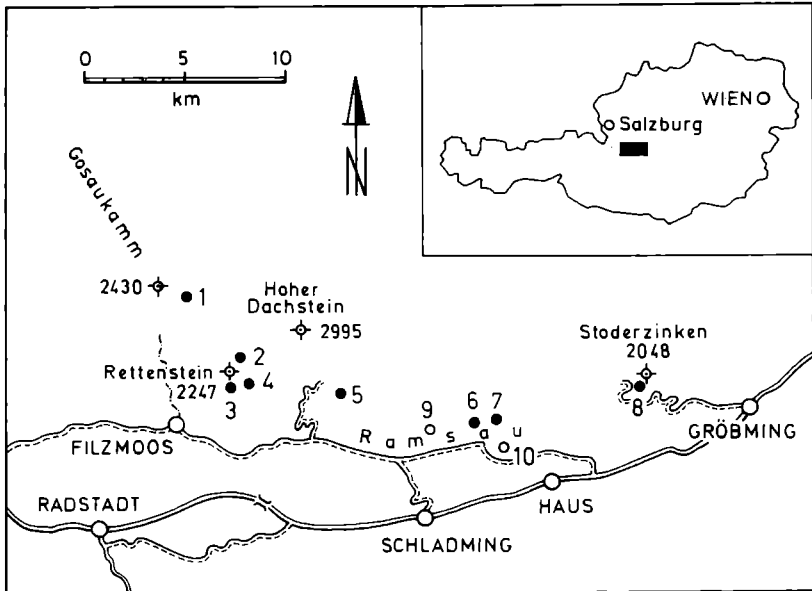 0 5 10
km
N
WIEN
Salzburg
Gosaukamm
2430
1
Hoher
Dachstein
2995
Stoderzinken
2048
2
Rettenstein
2247
3
4
5
6
7
8
9
Ramsau
10
FILZMOOS
GRÖBMING
RADSTADT
HAUS
SCHLADMING